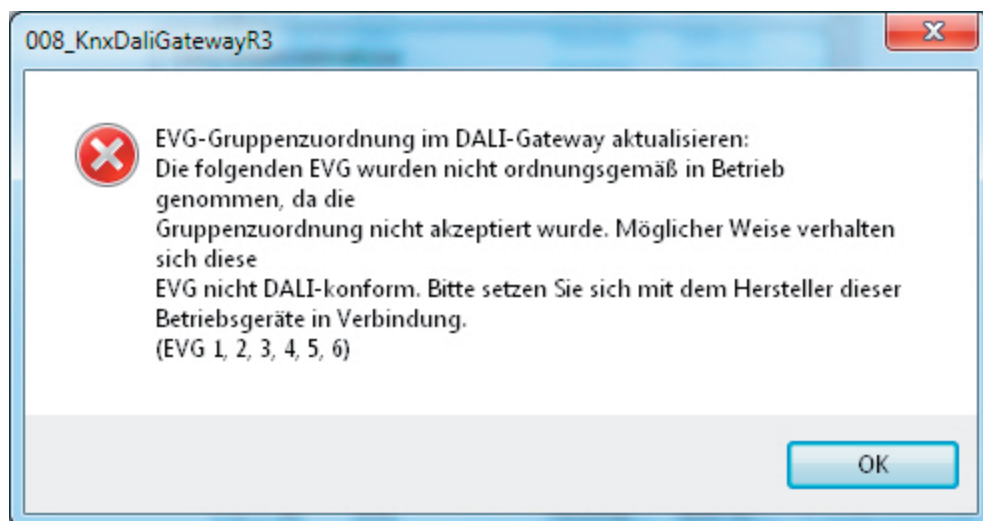 008_KnxDaliGatewayR3
EVG-Gruppenzuordnung im DALI-Gateway aktualisieren:
Die folgenden EVG wurden nicht ordnungsgemäß in Betrieb
genommen, da die
Gruppenzuordnung nicht akzeptiert wurde. Möglicher Weise verhalten
sich diese
EVG nicht DALI-konform. Bitte setzen Sie sich mit dem Hersteller dieser
Betriebsgeräte in Verbindung.
(EVG 1, 2, 3, 4, 5, 6)
OK